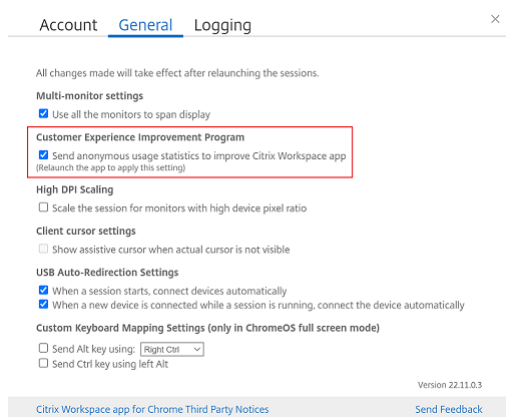 Account General Logging
All changes made will take effect after relaunching the sessions.
Multi-monitor settings
Use all the monitors to span display
Customer Experience Improvement Program
Send anonymous usage statistics to improve Citrix Workspace app
(Relaunch the app to apply this setting)
High DPI Scaling
Scale the session for monitors with high device pixel ratio
Client cursor settings
Show assistive cursor when actual cursor is not visible
USB Auto-Redirection Settings
When a session starts, connect devices automatically
When a new device is connected while a session is running, connect the device automatically
Custom Keyboard Mapping Settings (only in ChromeOS full screen mode)
Send Alt key using: Right Ctrl
Send Ctrl key using left Alt
Version 22.11.0.3
Citrix Workspace app for Chrome Third Party Notices Send Feedback